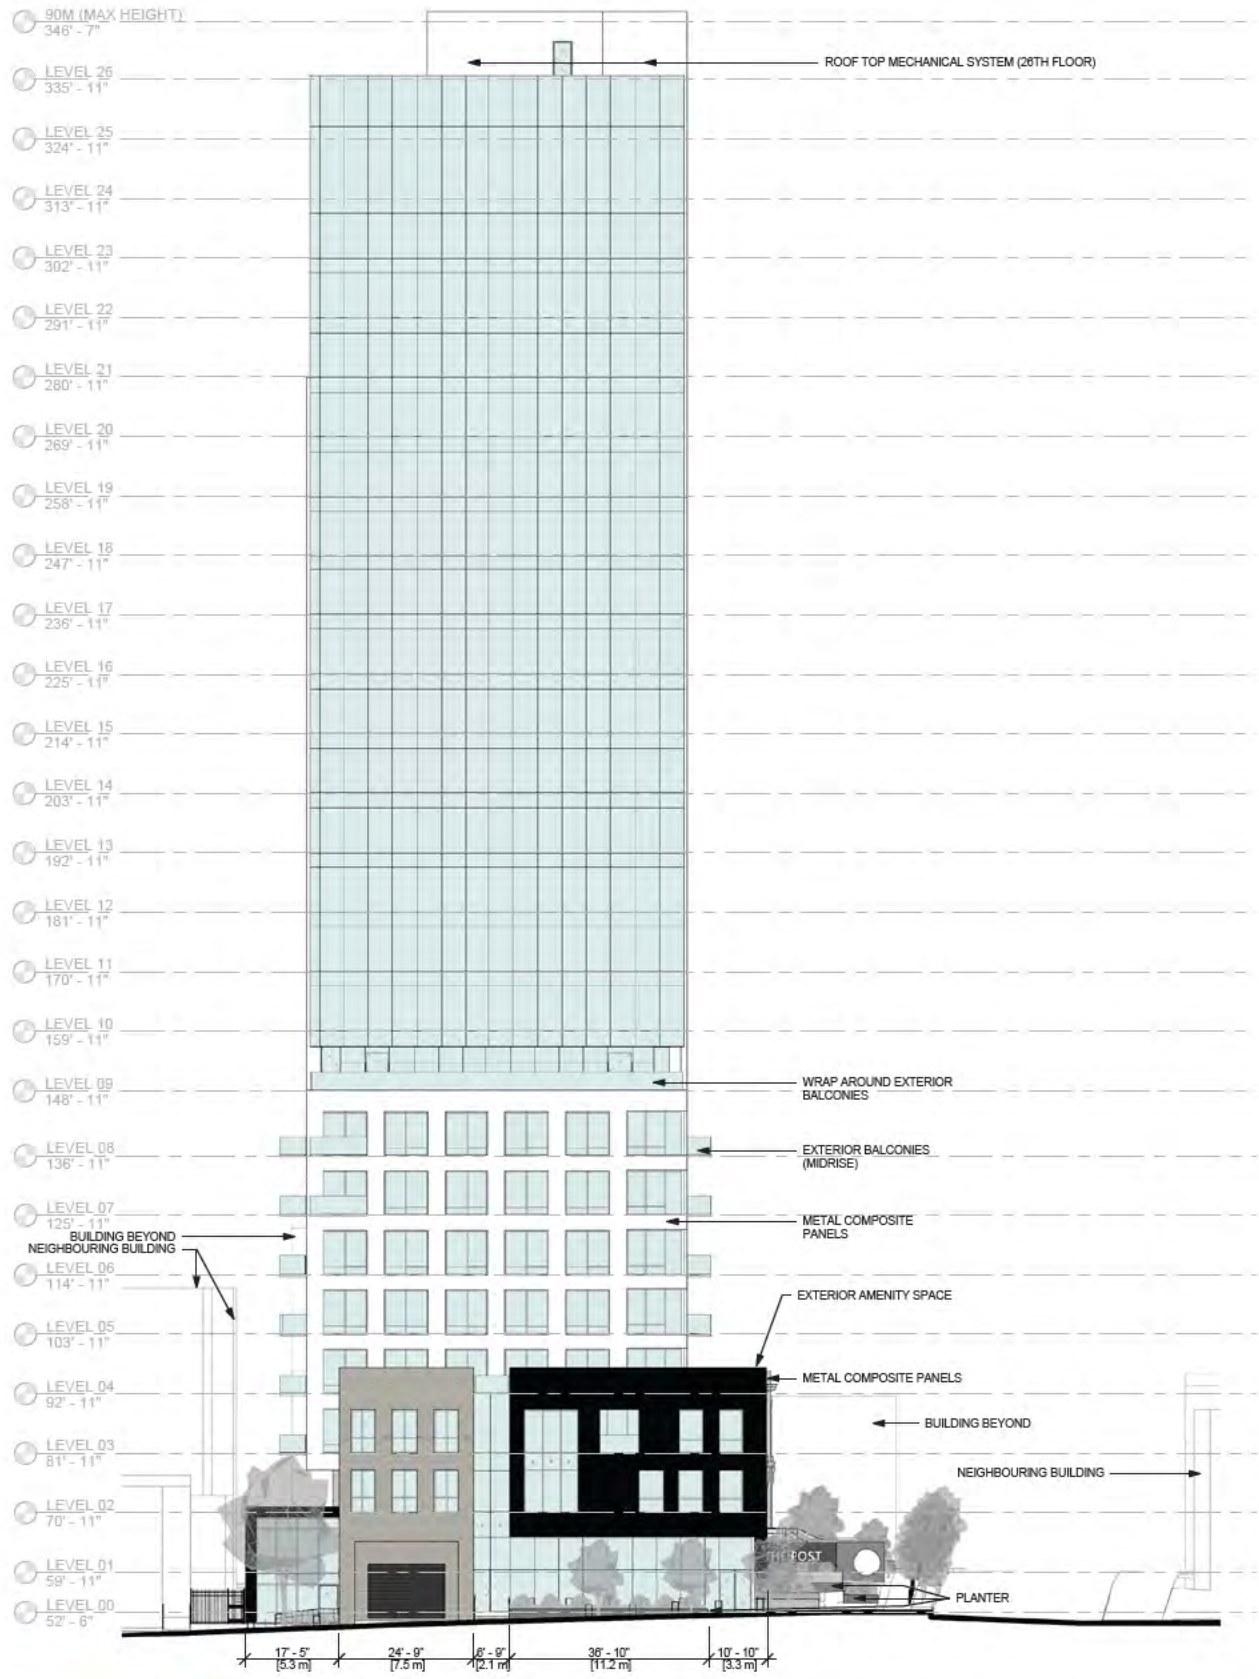 90M (MAX HEIGHT)
346' - 7"
ROOF TOP MECHANICAL SYSTEM (26TH FLOOR)
LEVEL 26
335' - 11"
LEVEL 25
324' - 11"
LEVEL 24
313' - 11"
LEVEL 23
302' - 11"
LEVEL 22
291' - 11"
LEVEL 21
280' - 11"
LEVEL 20
269' - 11"
LEVEL 19
258' - 11"
LEVEL 18
247' - 11"
LEVEL 17
236' - 11"
LEVEL 16
225' - 11"
LEVEL 15
214' - 11"
LEVEL 14
203' - 11"
LEVEL 13
192' - 11"
LEVEL 12
181' - 11"
LEVEL 11
170' - 11"
LEVEL 10
159' - 11"
LEVEL 09
148' - 11"
WRAP AROUND EXTERIOR
BALCONIES
LEVEL 08
136' - 11"
EXTERIOR BALCONIES
(MIDRISE)
LEVEL 07
125' - 11"
METAL COMPOSITE
PANELS
BUILDING BEYOND
NEIGHBOURING BUILDING
LEVEL 06
114' - 11"
EXTERIOR AMENITY SPACE
LEVEL 05
103' - 11"
METAL COMPOSITE PANELS
LEVEL 04
92' - 11"
BUILDING BEYOND
LEVEL 03
81' - 11"
NEIGHBOURING BUILDING
LEVEL 02
70' - 11"
THE POST
LEVEL 01
59' - 11"
PLANTER
LEVEL 00
52' - 6"
17' - 5"
[5.3 m]
24' - 9"
[7.5 m]
6' - 9"
[2.1 m]
36' - 10"
[11.2 m]
10' - 10"
[3.3 m]